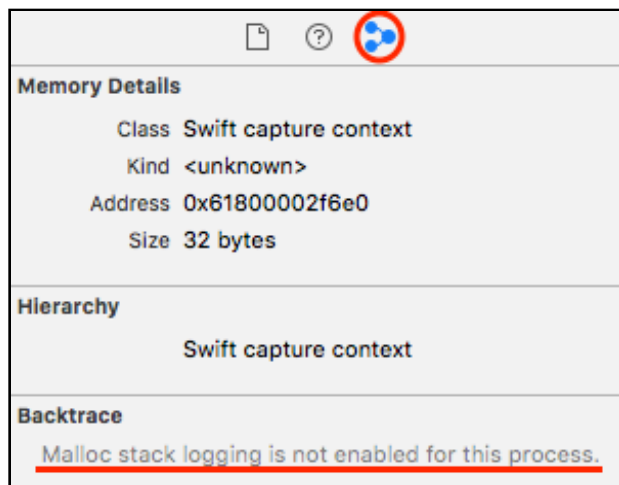 Memory Details
Class Swift capture context
Kind <unknown>
Address 0x61800002f6e0
Size 32 bytes
Hierarchy
Swift capture context
Backtrace
Malloc stack logging is not enabled for this process.